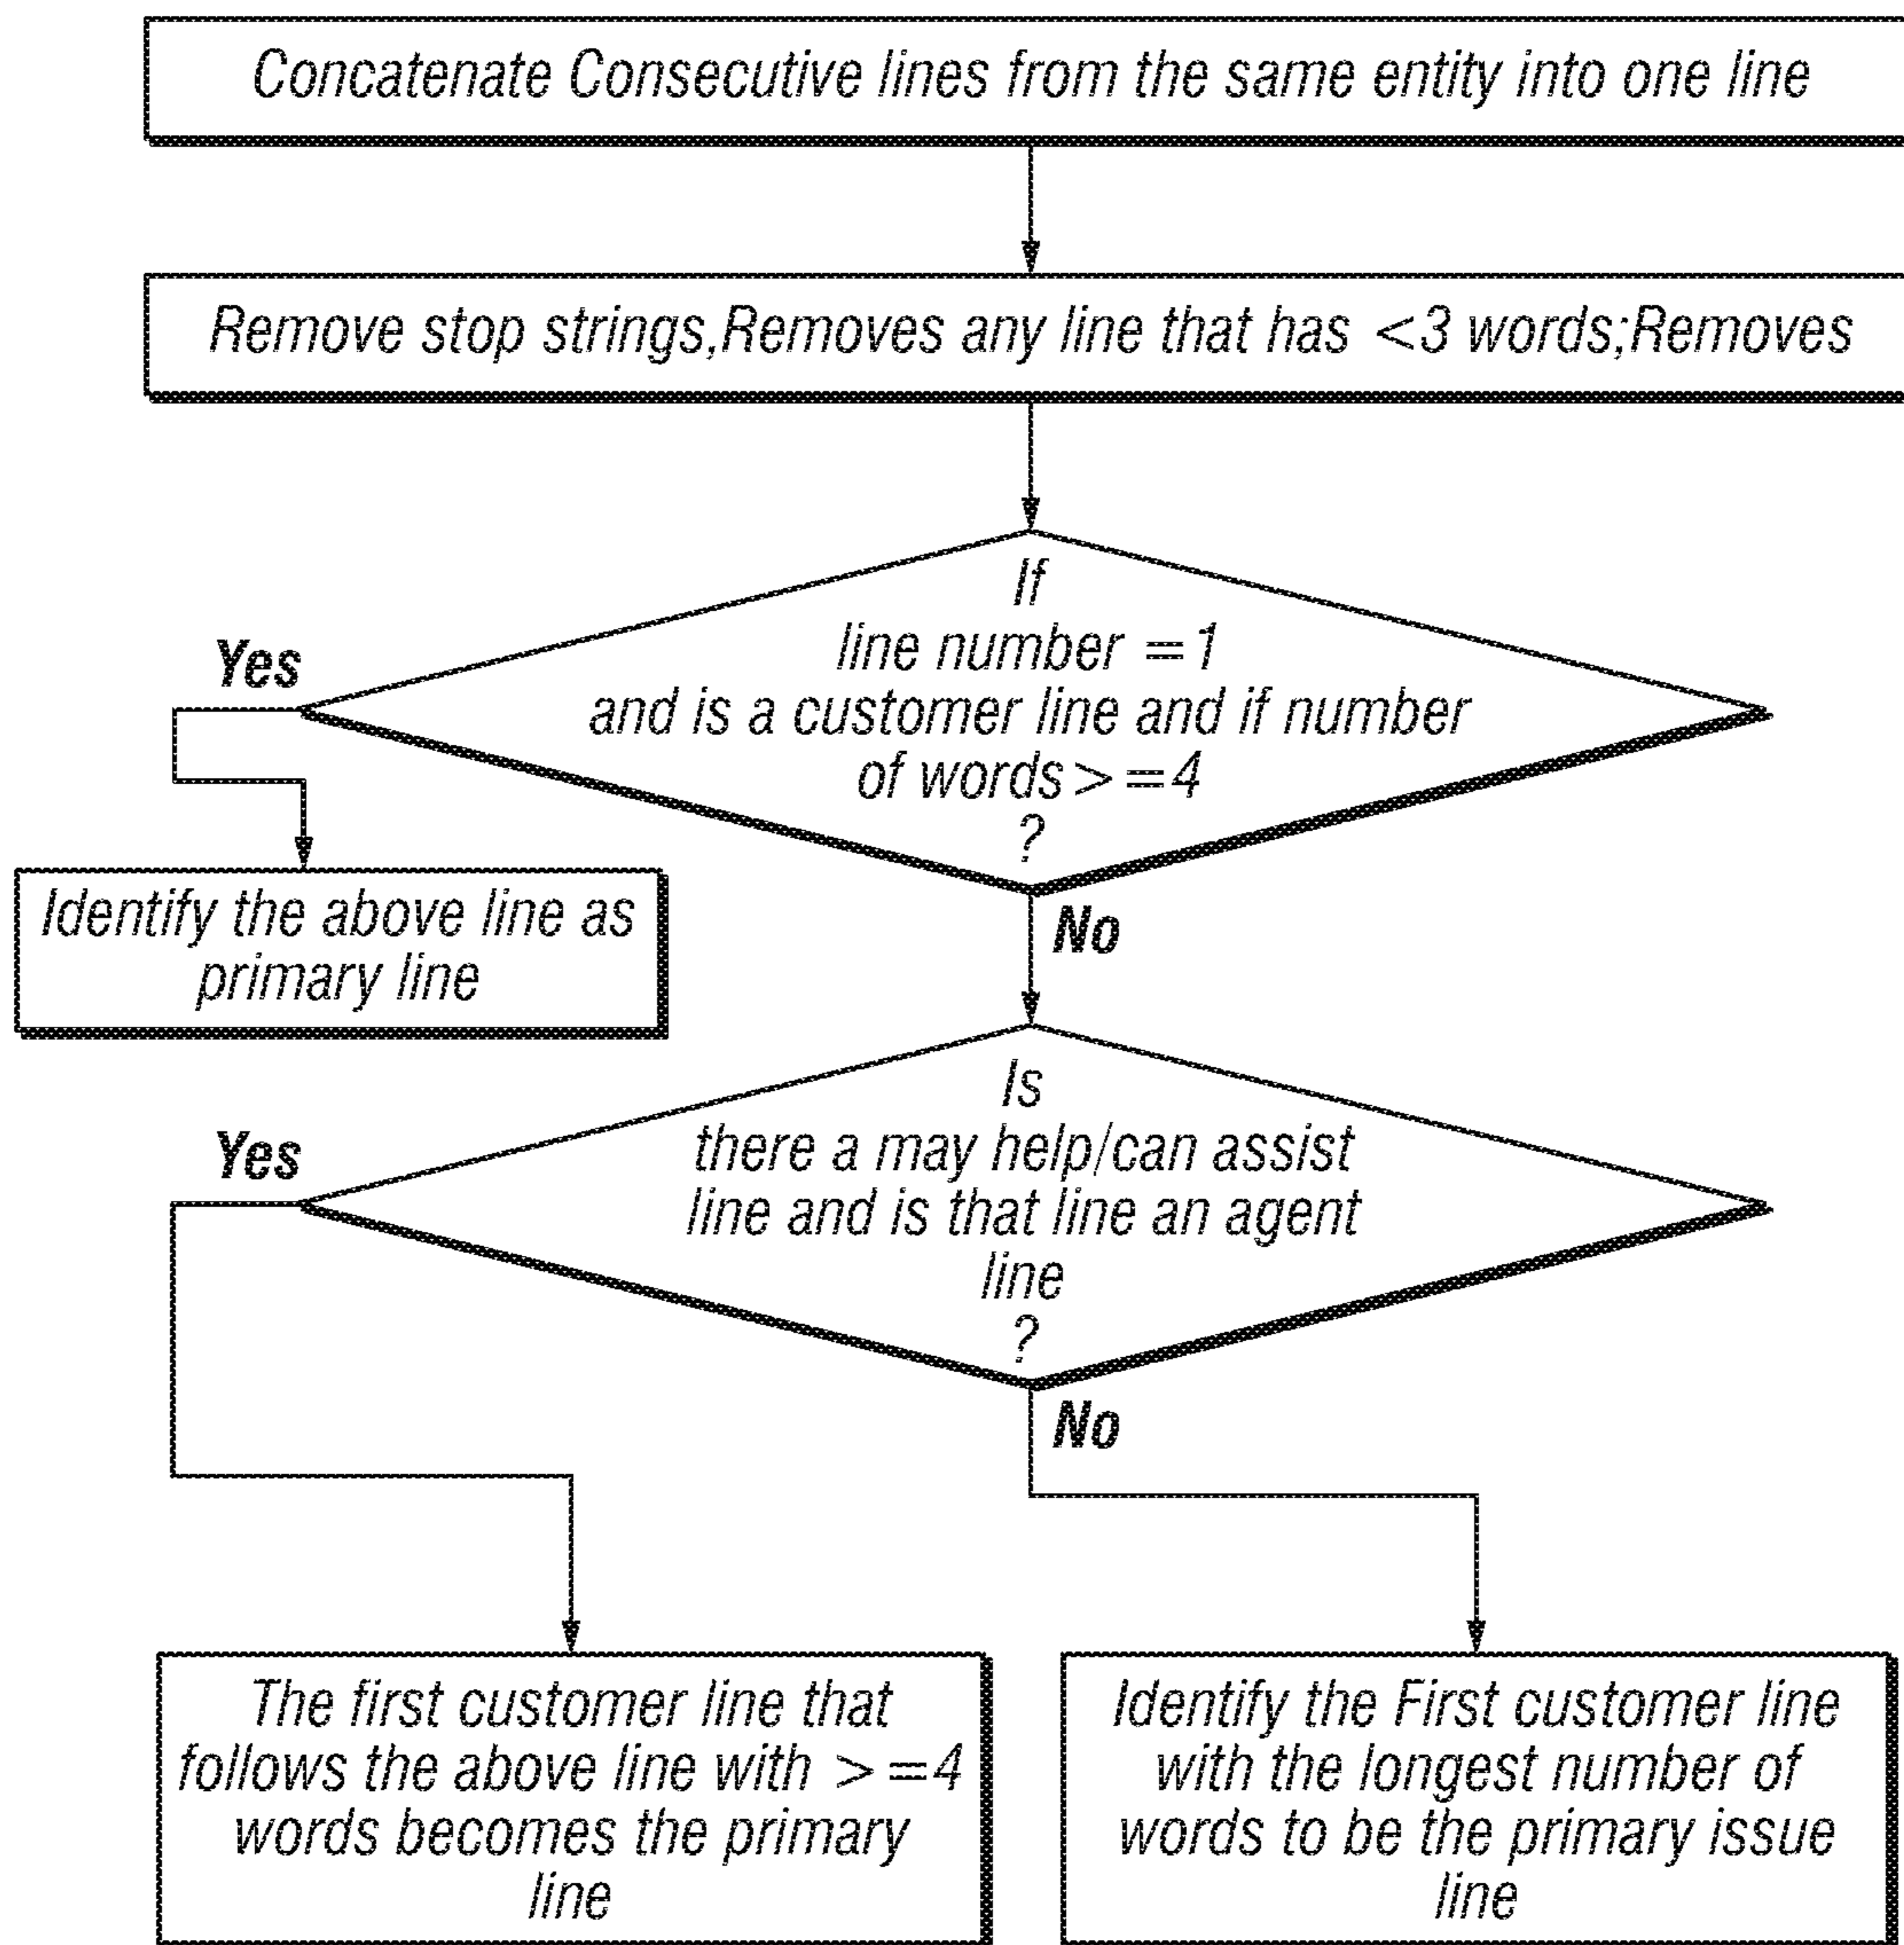 Concatenate Consecutive lines from the same entity into one line
Remove stop strings,Removes any line that has <3 words;Removes
If
line number =1
and is a customer line and if number
of words>=4
?
Yes
Identify the above line as
primary line
No
Is
there a may help/can assist
line and is that line an agent
line
?
Yes
No
The first customer line that
follows the above line with >=4
words becomes the primary
line
Identify the First customer line
with the longest number of
words to be the primary issue
line